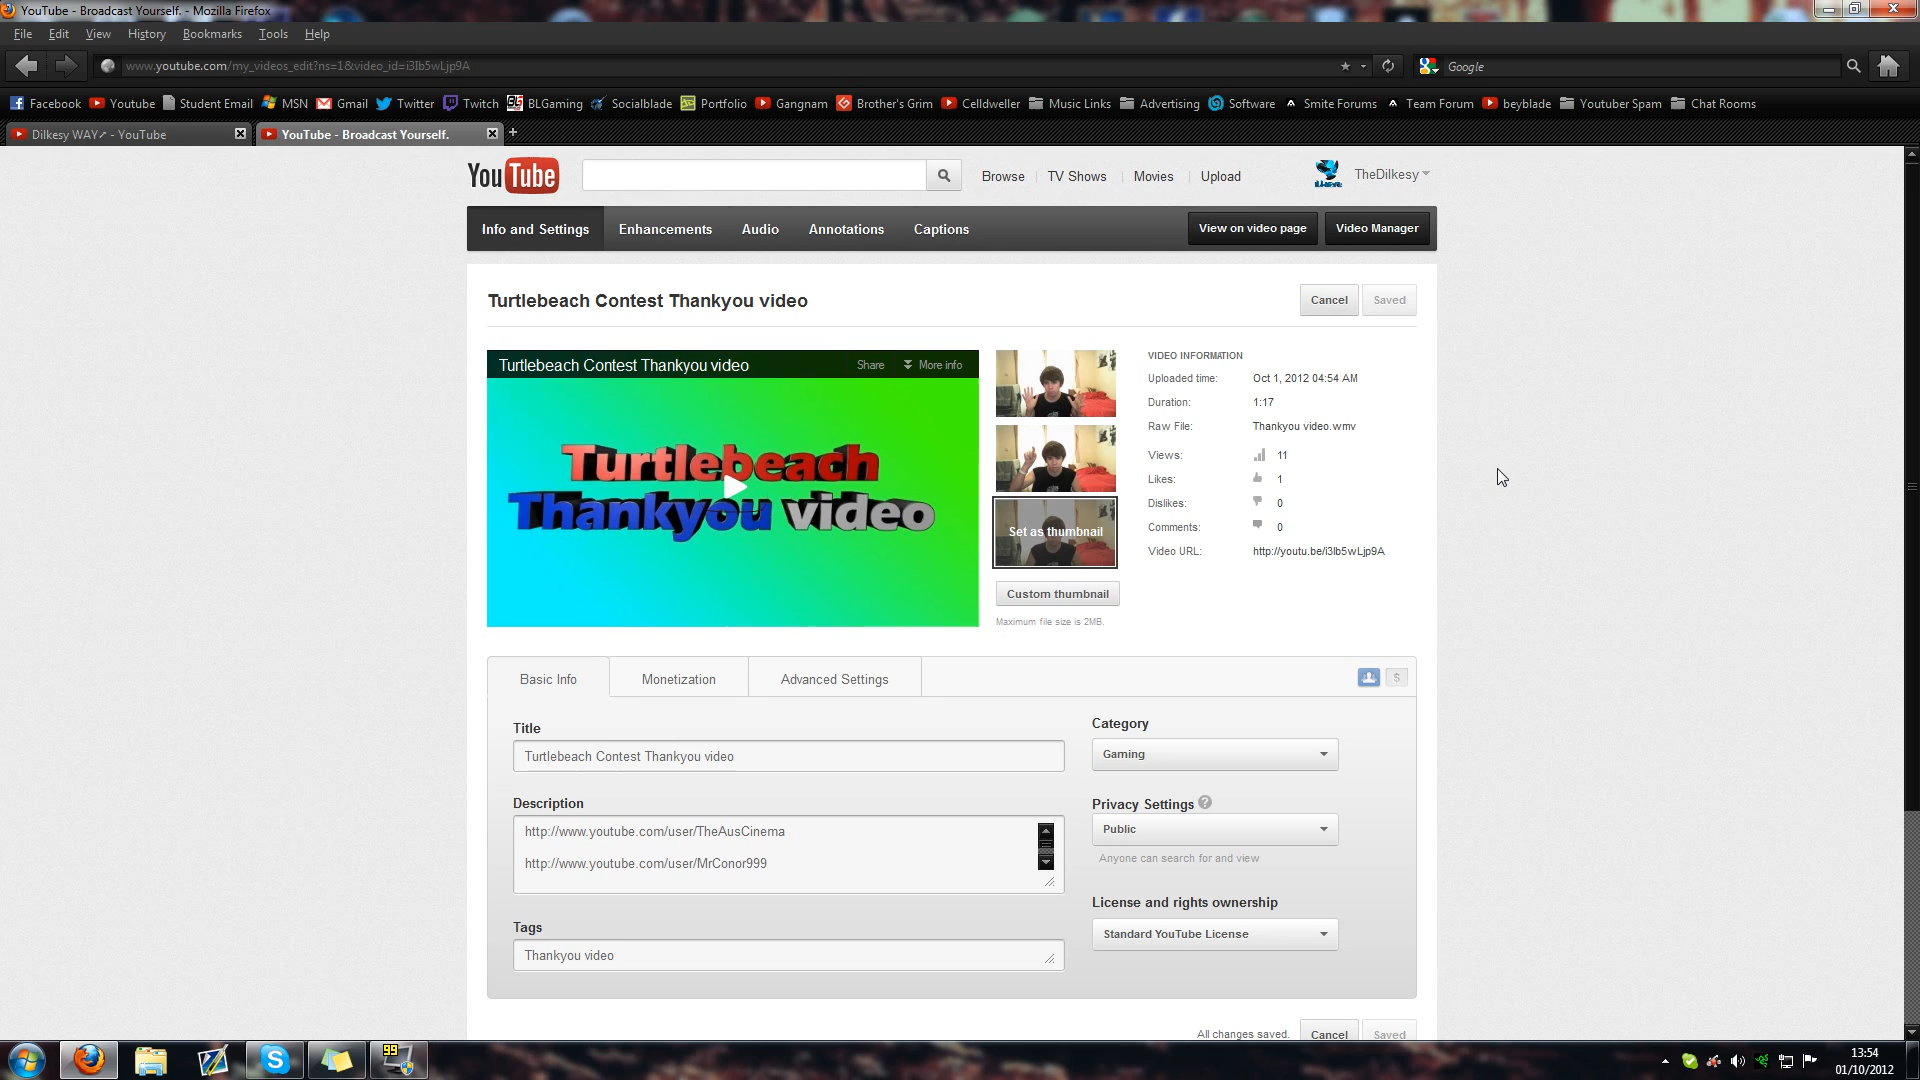 YouTube - Broadcast Yourself. - Mozilla Firefox
File Edit View History Bookmarks Tools Help
www.youtube.com/my_videos_edit?ns=1&video_id=i3Ib5wLjp9A
Google
Facebook Youtube Student Email MSN Gmail Twitter Twitch BLGaming Socialblade Portfolio Gangnam Brother's Grim Celldweller Music Links Advertising Software Smite Forums Team Forum beyblade Youtuber Spam Chat Rooms
Dilkesy WAY - YouTube
YouTube - Broadcast Yourself.
YouTube
Browse TV Shows Movies Upload
TheDilkesy
Info and Settings Enhancements Audio Annotations Captions
View on video page Video Manager
Turtlebeach Contest Thankyou video
Cancel Saved
Turtlebeach Contest Thankyou video Share More info
Turtlebeach
Thankyou video
Set as thumbnail
Custom thumbnail
Maximum file size is 2MB.
VIDEO INFORMATION
Uploaded time: Oct 1, 2012 04:54 AM
Duration: 1:17
Raw File: Thankyou video.wmv
Views: 11
Likes: 1
Dislikes: 0
Comments: 0
Video URL: http://youtu.be/i3Ib5wLjp9A
Basic Info Monetization Advanced Settings
$
Title
Turtlebeach Contest Thankyou video
Description
http://www.youtube.com/user/TheAusCinema
http://www.youtube.com/user/MrConor999
Tags
Thankyou video
Category
Gaming
Privacy Settings ?
Public
Anyone can search for and view
License and rights ownership
Standard YouTube License
All changes saved. Cancel Saved
99
13:54
01/10/2012